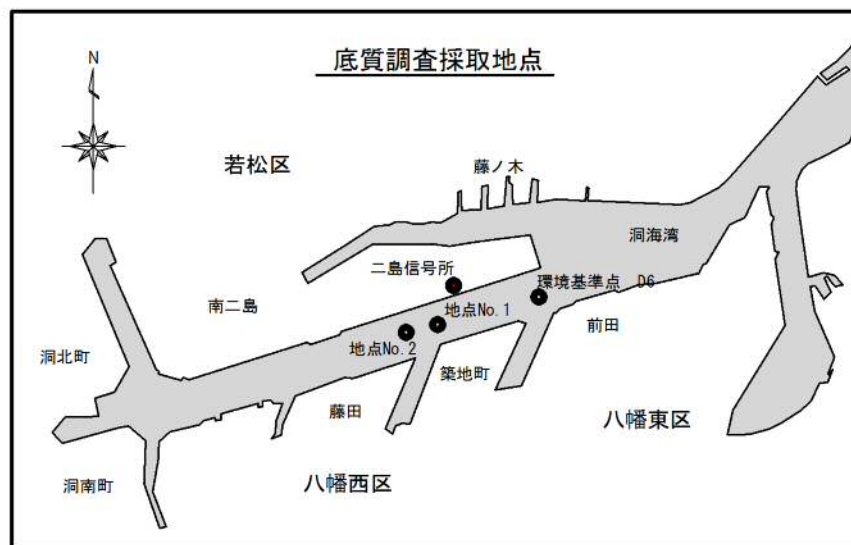 底質調査採取地点
N
若松区
藤ノ木
洞海湾
二島信号所
環境基準点 D6
南二島
地点No.1
前田
地点No.2
洞北町
築地町
藤田
八幡東区
洞南町
八幡西区